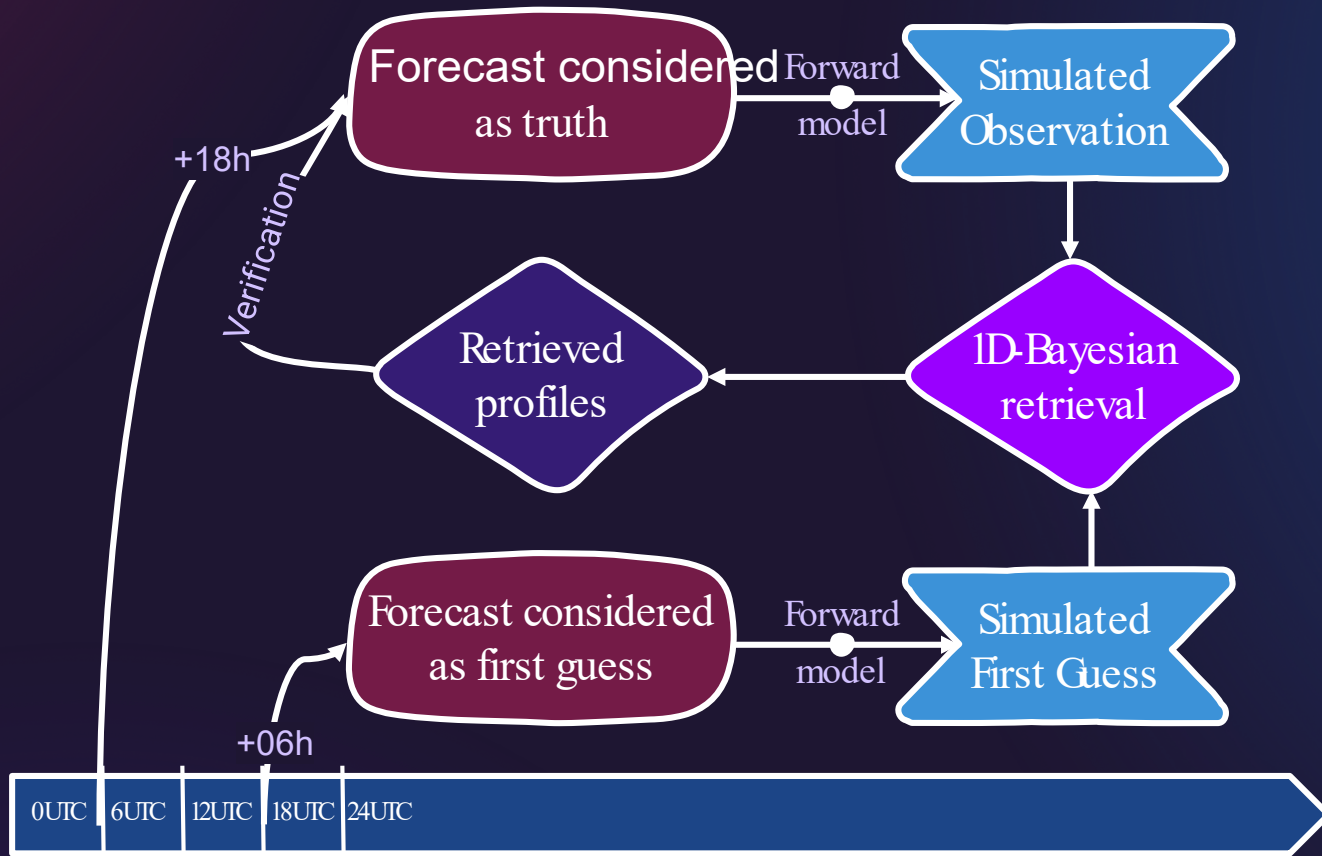 Forecast considered
as truth
Forward
model
Simulated
Observation
+18h
Verification
Retrieved
profiles
1D-Bayesian
retrieval
Forecast considered
as first guess
Forward
model
Simulated
First Guess
+06h
0UTC 6UTC 12UTC 18UTC 24UTC